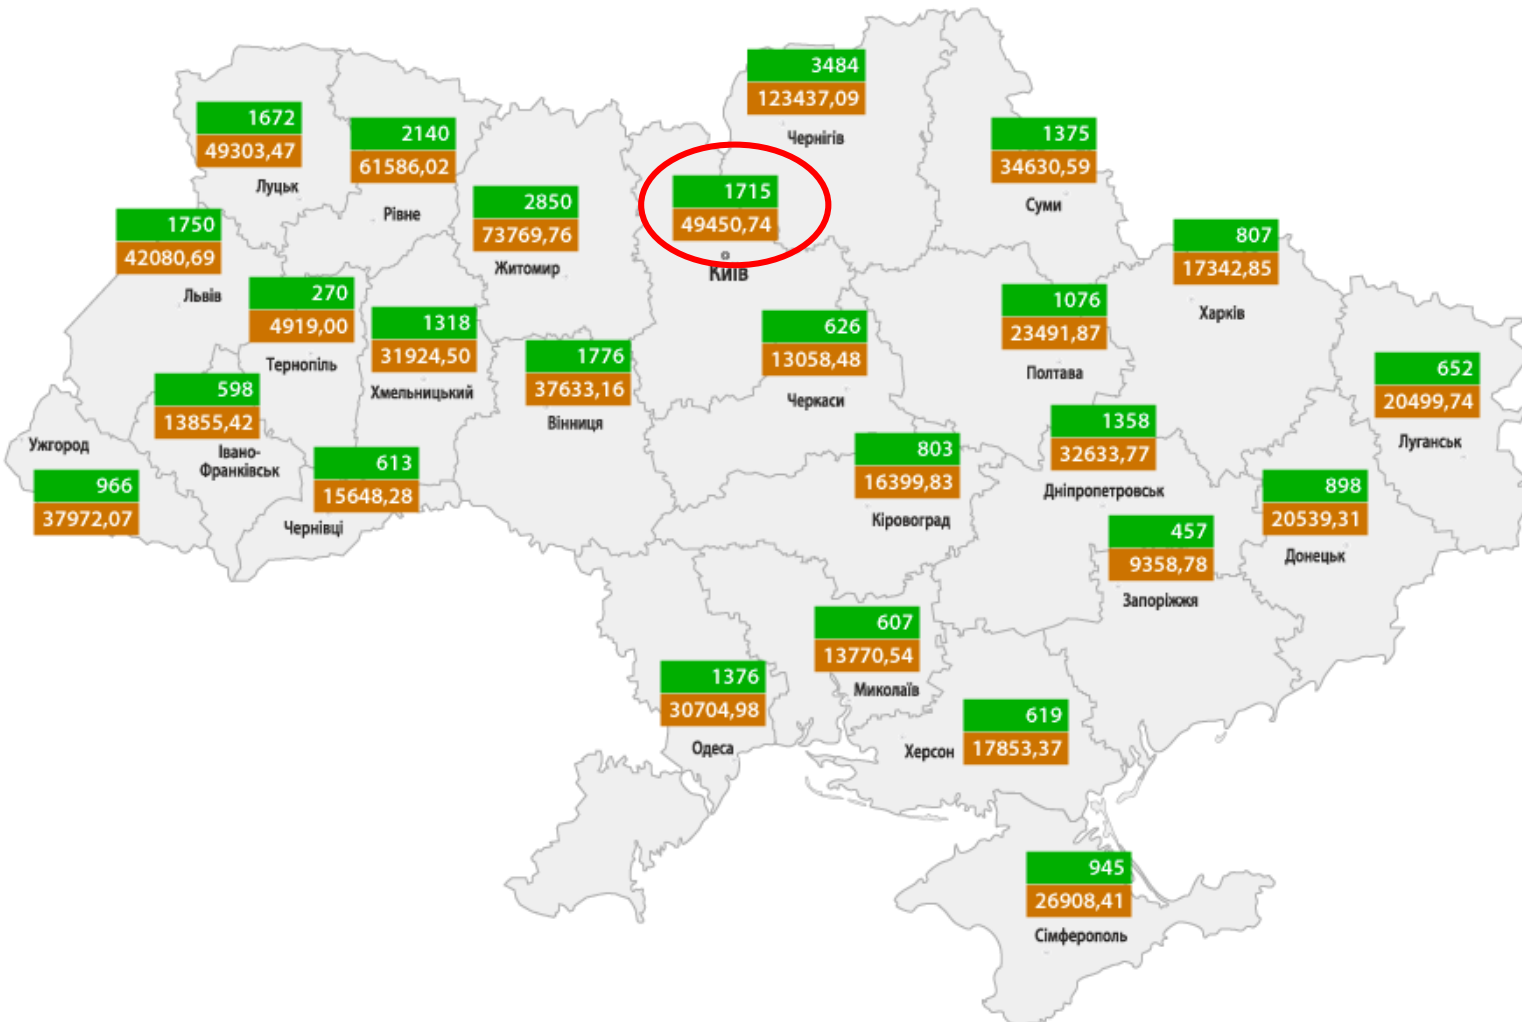 3484
123437,09
Чернігів
1672
49303,47
Луцьк
2140
61586,02
Рівне
1375
34630,59
Суми
1715
49450,74
Київ
2850
73769,76
Житомир
1750
42080,69
Львів
807
17342,85
Харків
270
4919,00
Тернопіль
1318
31924,50
Хмельницький
1076
23491,87
Полтава
626
13058,48
Черкаси
1776
37633,16
Вінниця
652
20499,74
Луганськ
598
13855,42
Івано-
Франківськ
1358
32633,77
Дніпропетровськ
Ужгород
966
37972,07
613
15648,28
Чернівці
803
16399,83
Кіровоград
898
20539,31
Донецьк
457
9358,78
Запоріжжя
607
13770,54
Миколаїв
1376
30704,98
Одеса
619
17853,37
Херсон
945
26908,41
Сімферополь